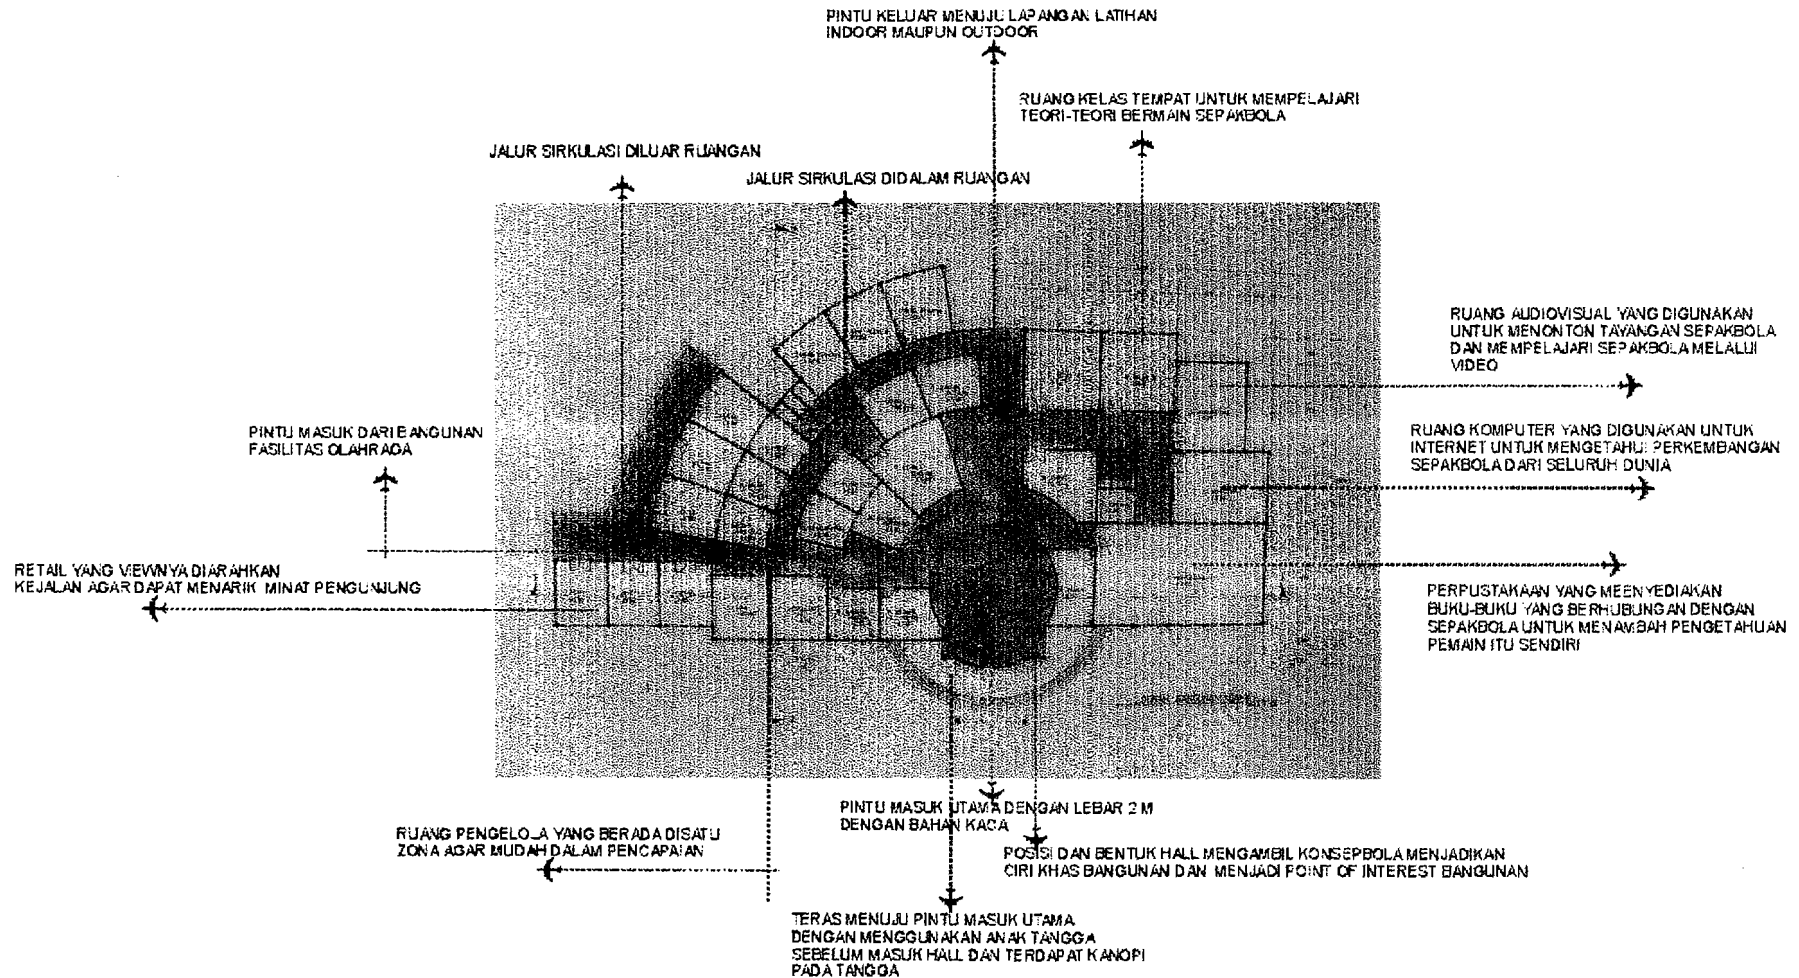 PINTU KELUAR MENUJU LAPANGAN LATIHAN
INDOOR MAUPUN OUTDOOR
RUANG KELAS TEMPAT UNTUK MEMPELAJARI
TEORI-TEORI BERMAIN SEPAKBOLA
JALUR SIRKULASI DILUAR RUANGAN
JALUR SIRKULASI DIDALAM RUANGAN
RUANG AUDIOVISUAL YANG DIGUNAKAN
UNTUK MENONTON TAYANGAN SEPAKBOLA
DAN MEMPELAJARI SEPAKBOLA MELALUI
VIDEO
PINTU MASUK DARI BANGUNAN
FASILITAS OLAHRAGA
RUANG KOMPUTER YANG DIGUNAKAN UNTUK
INTERNET UNTUK MENGETAHUI PERKEMBANGAN
SEPAKBOLA DARI SELURUH DUNIA
RETAIL YANG VIEWNYA DIARAHKAN
KEJALAN AGAR DAPAT MENARIK MINAT PENGUNJUNG
PERPUSTAKAAN YANG MEENYEDIAKAN
BUKU-BUKU YANG BERHUBUNGAN DENGAN
SEPAKBOLA UNTUK MENAMBAH PENGETAHUAN
PEMAIN ITU SENDIRI
PINTU MASUK UTAMA DENGAN LEBAR 2 M
DENGAN BAHAN KACA
RUANG PENGELOLA YANG BERADA DISATU
ZONA AGAR MUDAH DALAM PENCAPAIAN
POSISI DAN BENTUK HALL MENGAMBIL KONSEPBOLA MENJADIKAN
CIRI KHAS BANGUNAN DAN MENJADI POINT OF INTEREST BANGUNAN
TERAS MENUJU PINTU MASUK UTAMA
DENGAN MENGGUNAKAN ANAK TANGGA
SEBELUM MASUK HALL DAN TERDAPAT KANOPI
PADA TANGGA